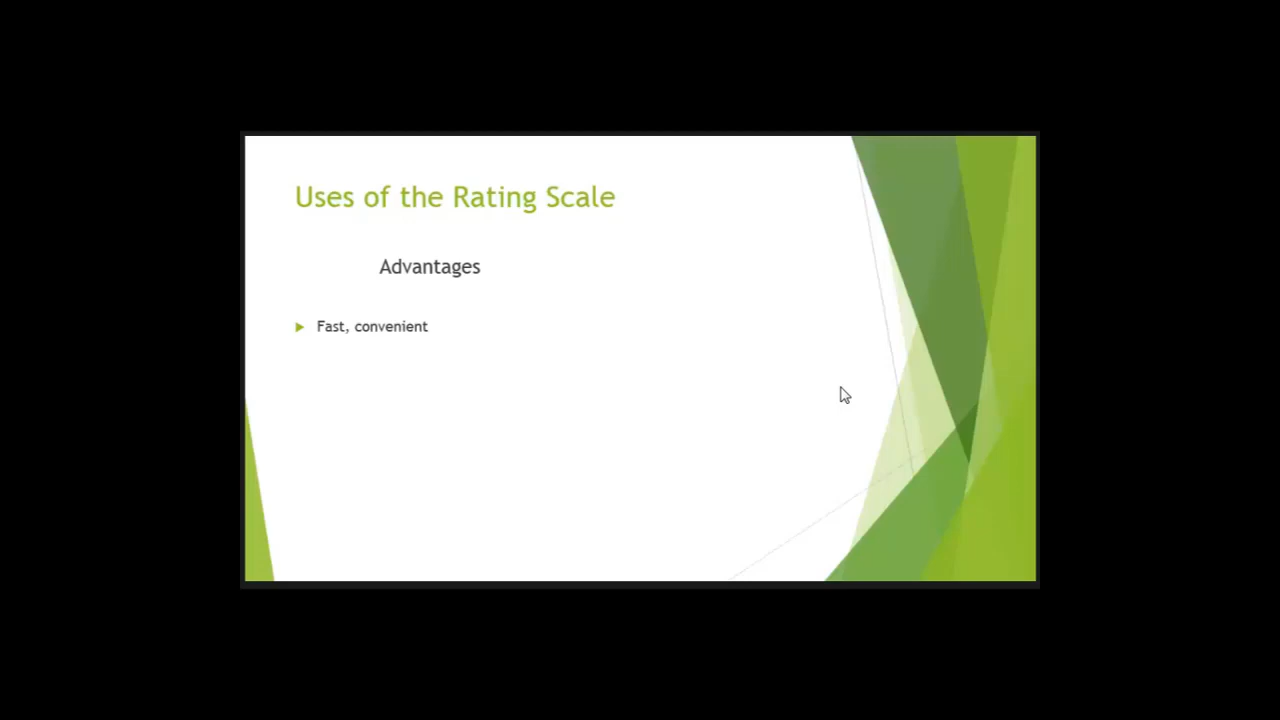 Uses of the Rating Scale
Advantages
Fast, convenient